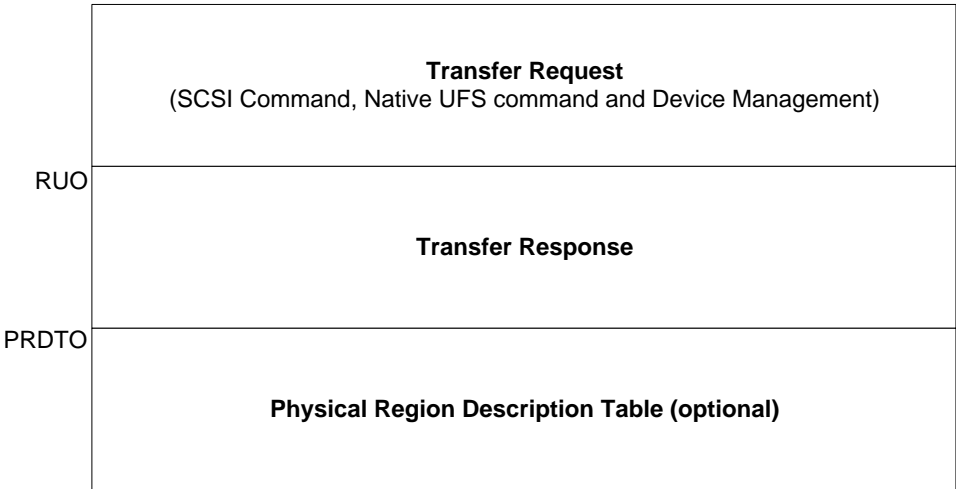 Transfer Request
(SCSI Command, Native UFS command and Device Management)
RUO
Transfer Response
PRDTO
Physical Region Description Table (optional)